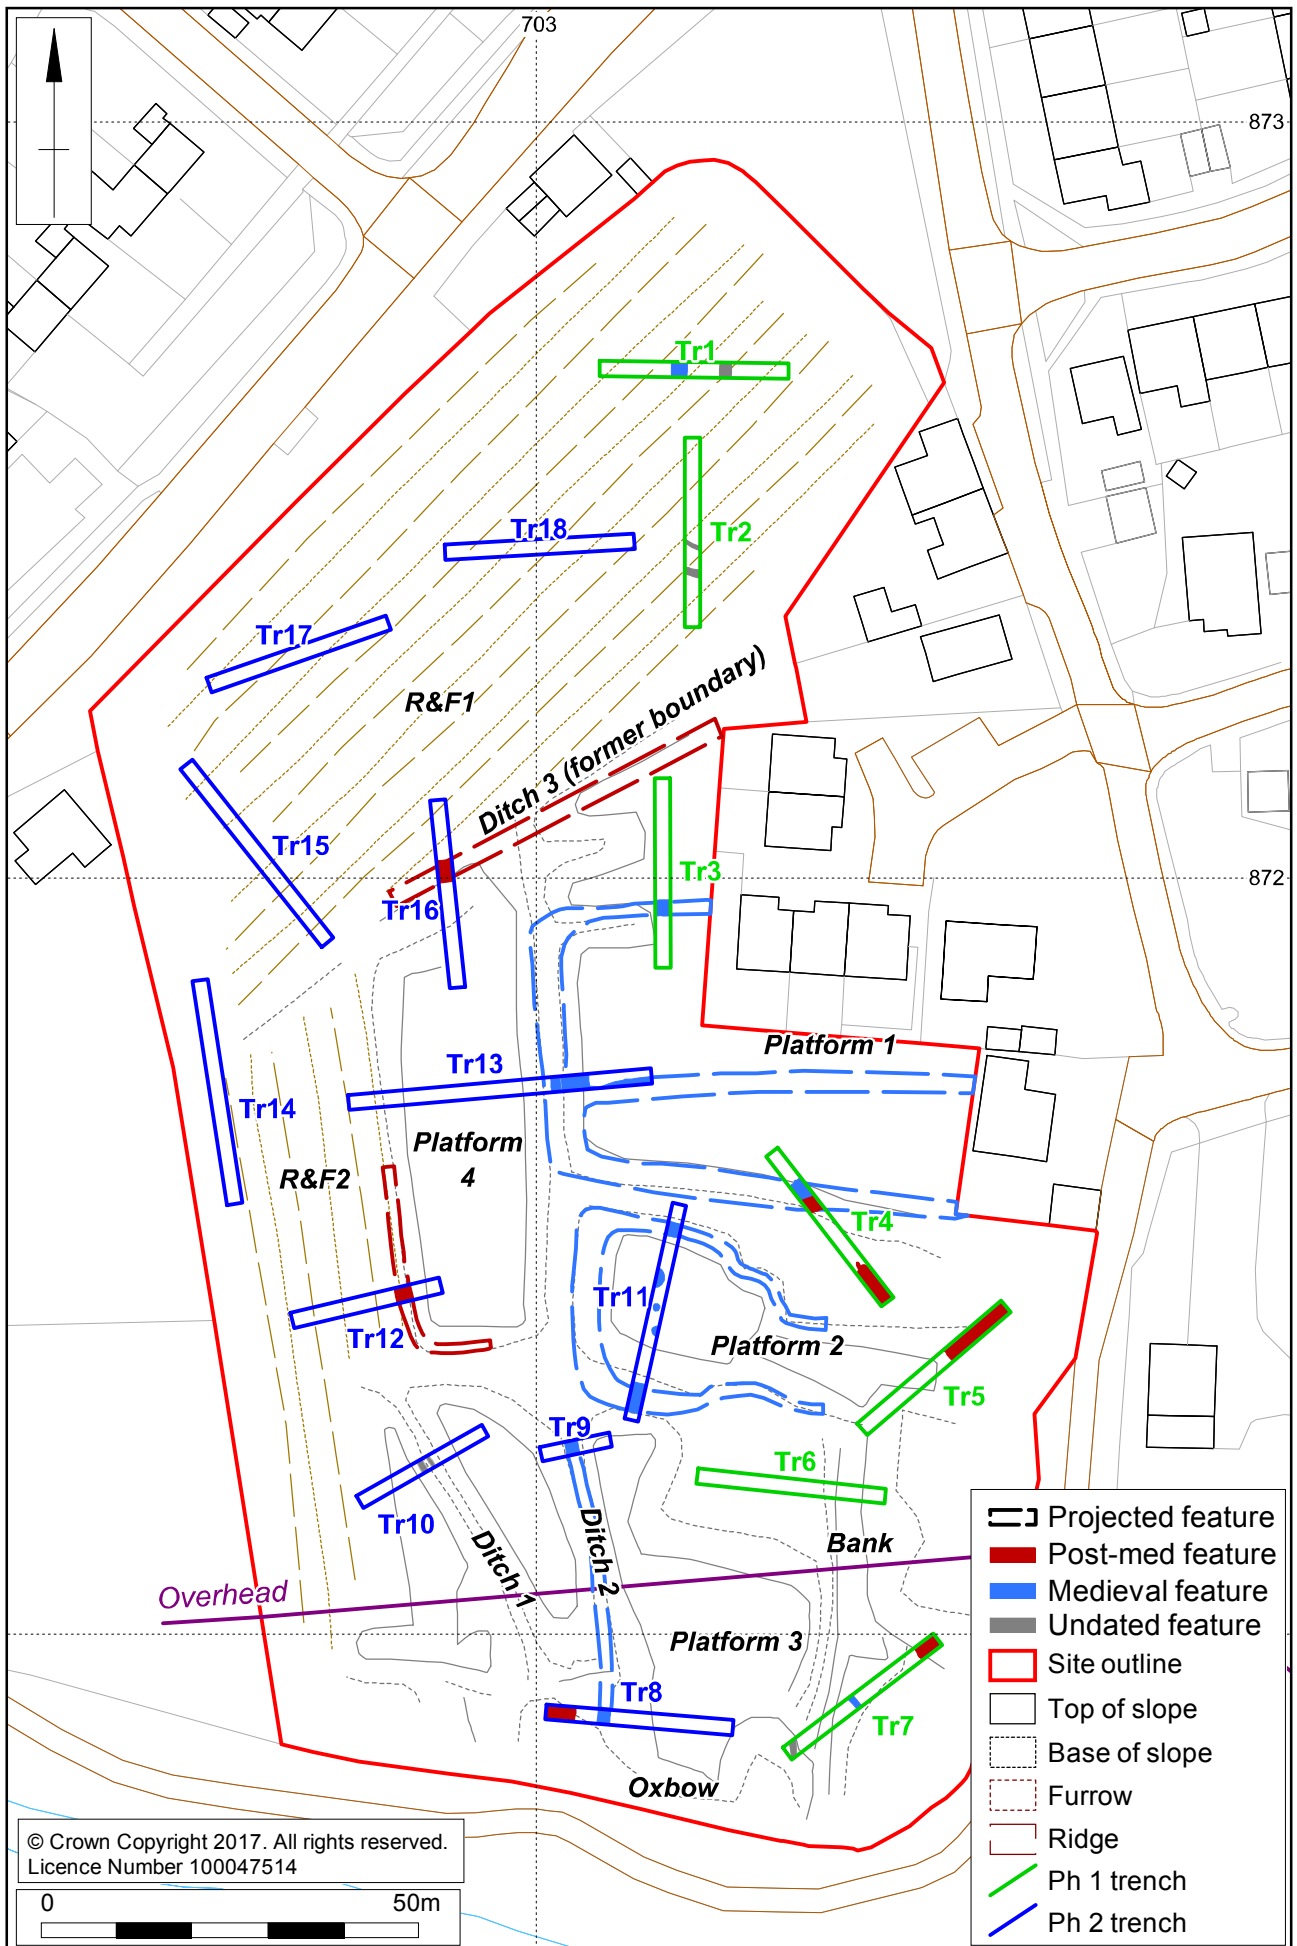 703
873
Tr1
Tr2
Tr18
Tr17
R&F1
Ditch 3 (former boundary)
Tr15
Tr3
872
Tr16
Platform 1
Tr13
Tr14
Platform
4
R&F2
Tr4
Tr11
Tr12
Platform 2
Tr5
Tr9
Tr6
Tr10
Ditch 1
Ditch 2
Bank
Overhead
Platform 3
Tr8
Tr7
Oxbow
Projected feature
Post-med feature
Medieval feature
Undated feature
Site outline
Top of slope
Base of slope
Furrow
Ridge
Ph 1 trench
Ph 2 trench
© Crown Copyright 2017. All rights reserved.
Licence Number 100047514
0 50m